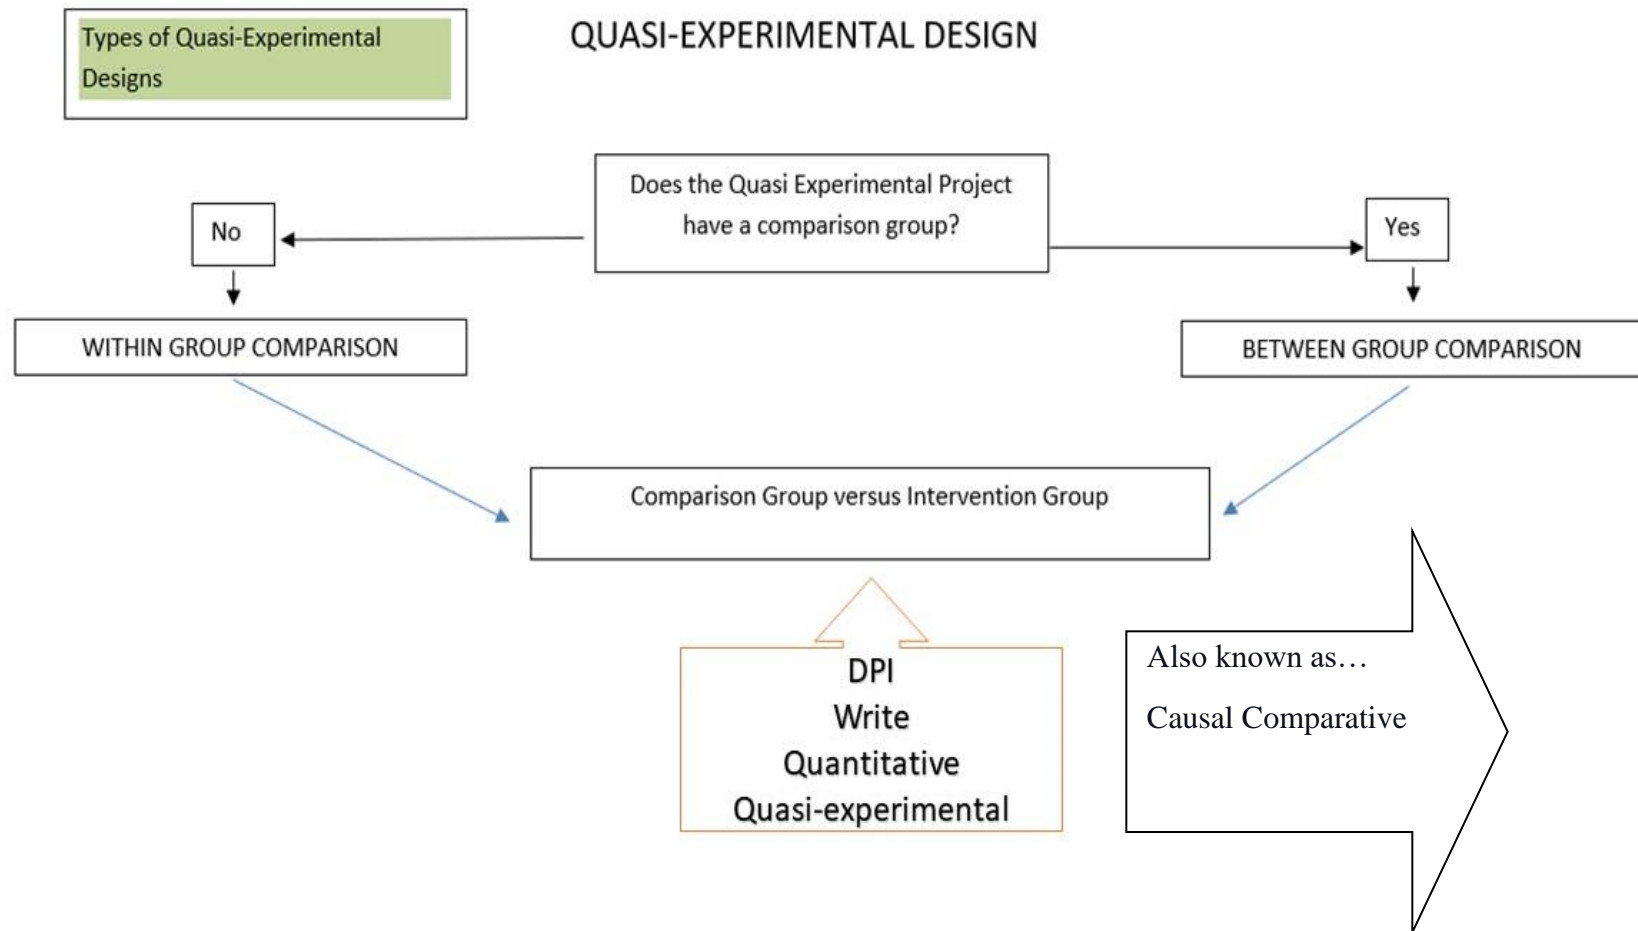 Types of Quasi-Experimental
Designs
QUASI-EXPERIMENTAL DESIGN
Does the Quasi Experimental Project
have a comparison group?
No
Yes
WITHIN GROUP COMPARISON
BETWEEN GROUP COMPARISON
Comparison Group versus Intervention Group
DPI
Write
Quantitative
Quasi-experimental
Also known as…
Causal Comparative